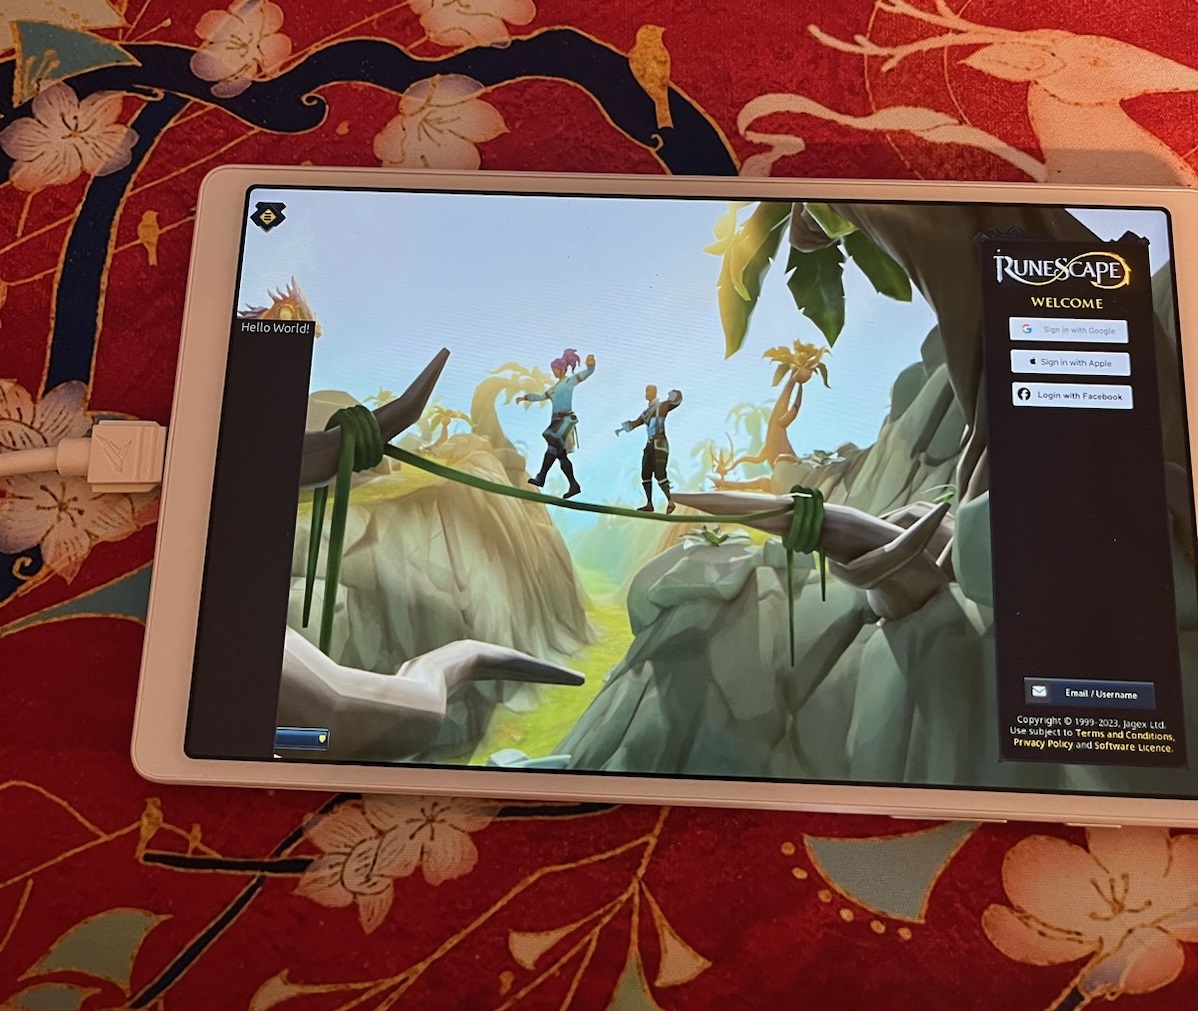 Hello World!
RUNESCAPE
WELCOME
Sign in with Google
Sign in with Apple
Login with Facebook
Email / Username
Copyright © 1999-2023, Jagex Ltd.
Use subject to Terms and Conditions,
Privacy Policy and Software Licence.